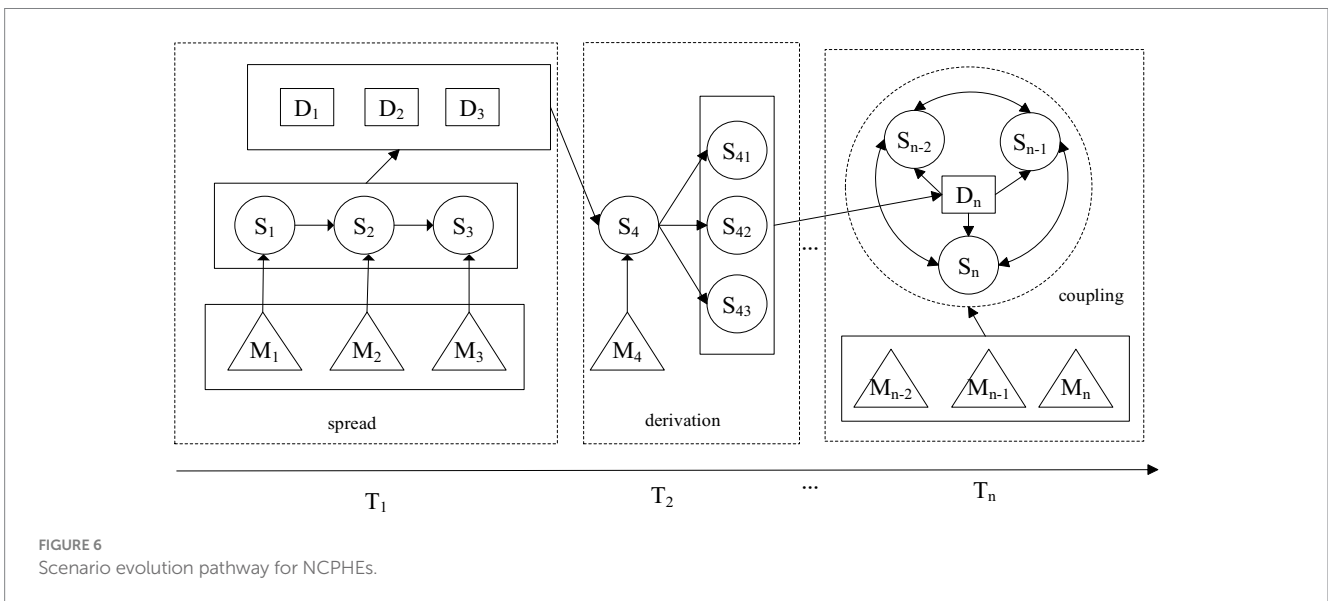 D1 D2 D3
S1 S2 S3
M1 M2 M3
spread
S4
S41
S42
S43
M4
derivation
...
Sn-2 Sn-1
Dn
Sn
coupling
Mn-2 Mn-1 Mn
T1 T2 ... Tn
FIGURE 6
Scenario evolution pathway for NCPHEs.